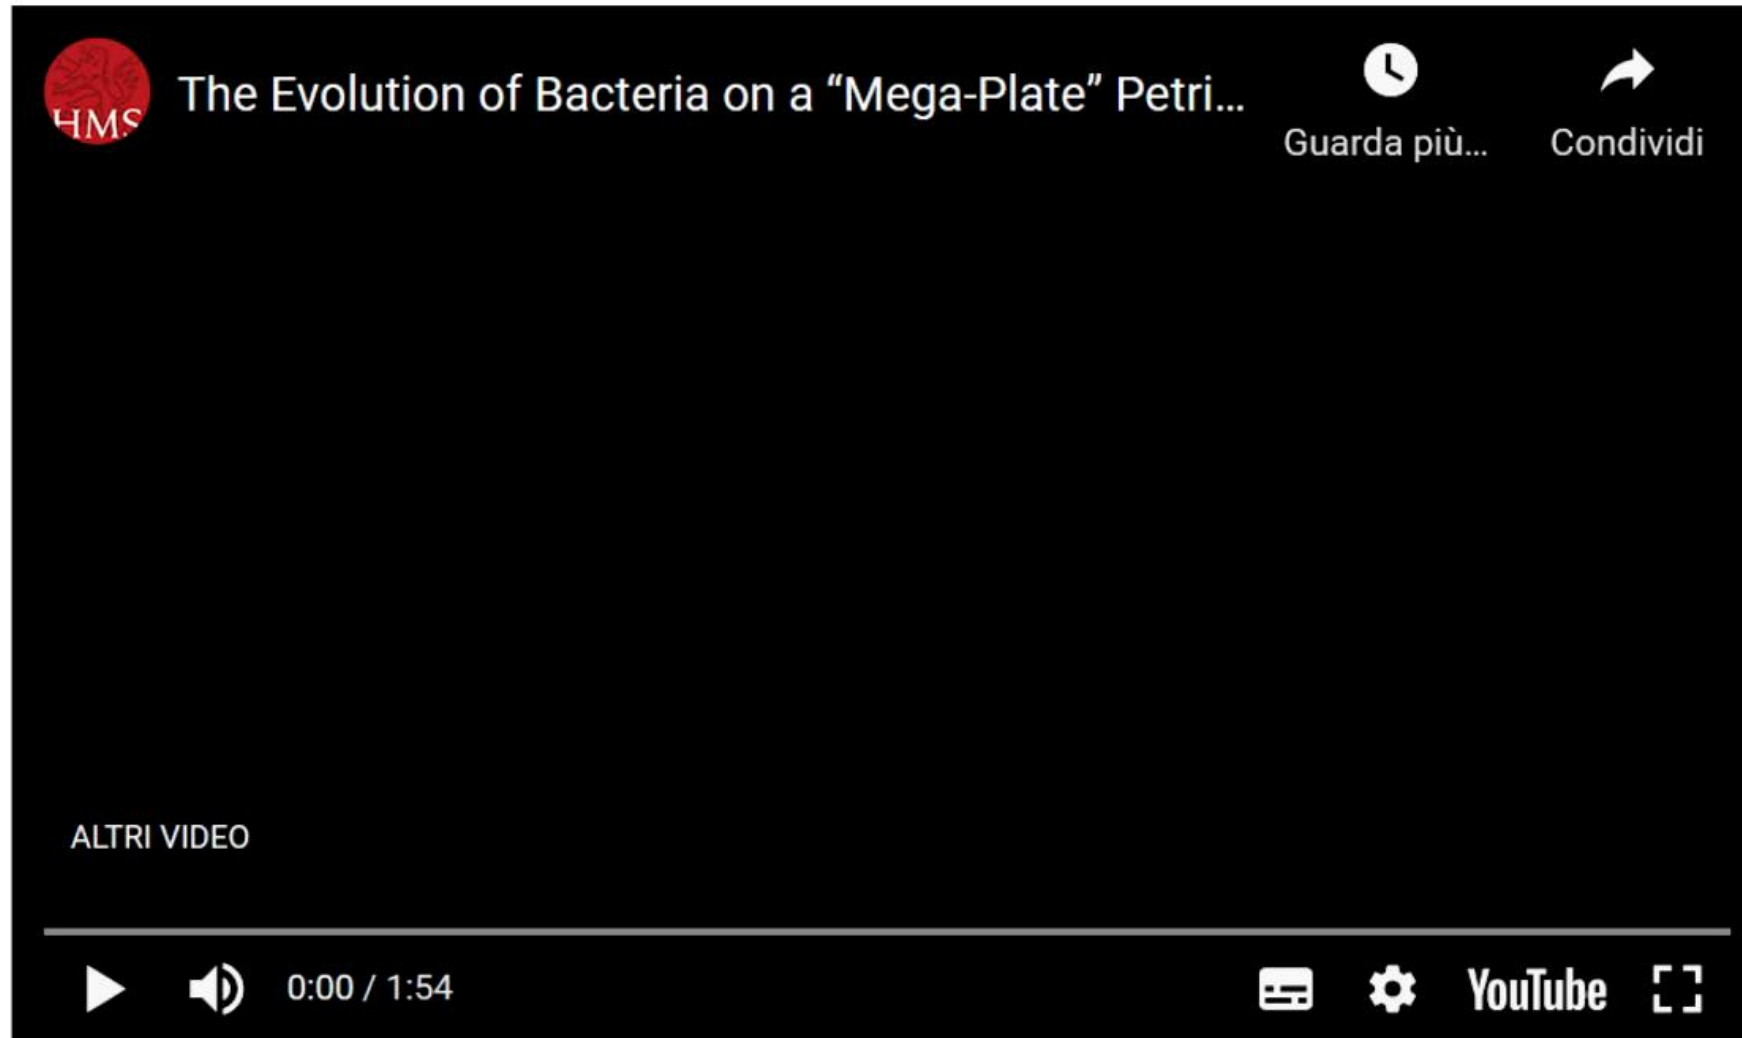 HMS
The Evolution of Bacteria on a “Mega-Plate” Petri...
Guarda più...
Condividi
ALTRI VIDEO
0:00 / 1:54
YouTube